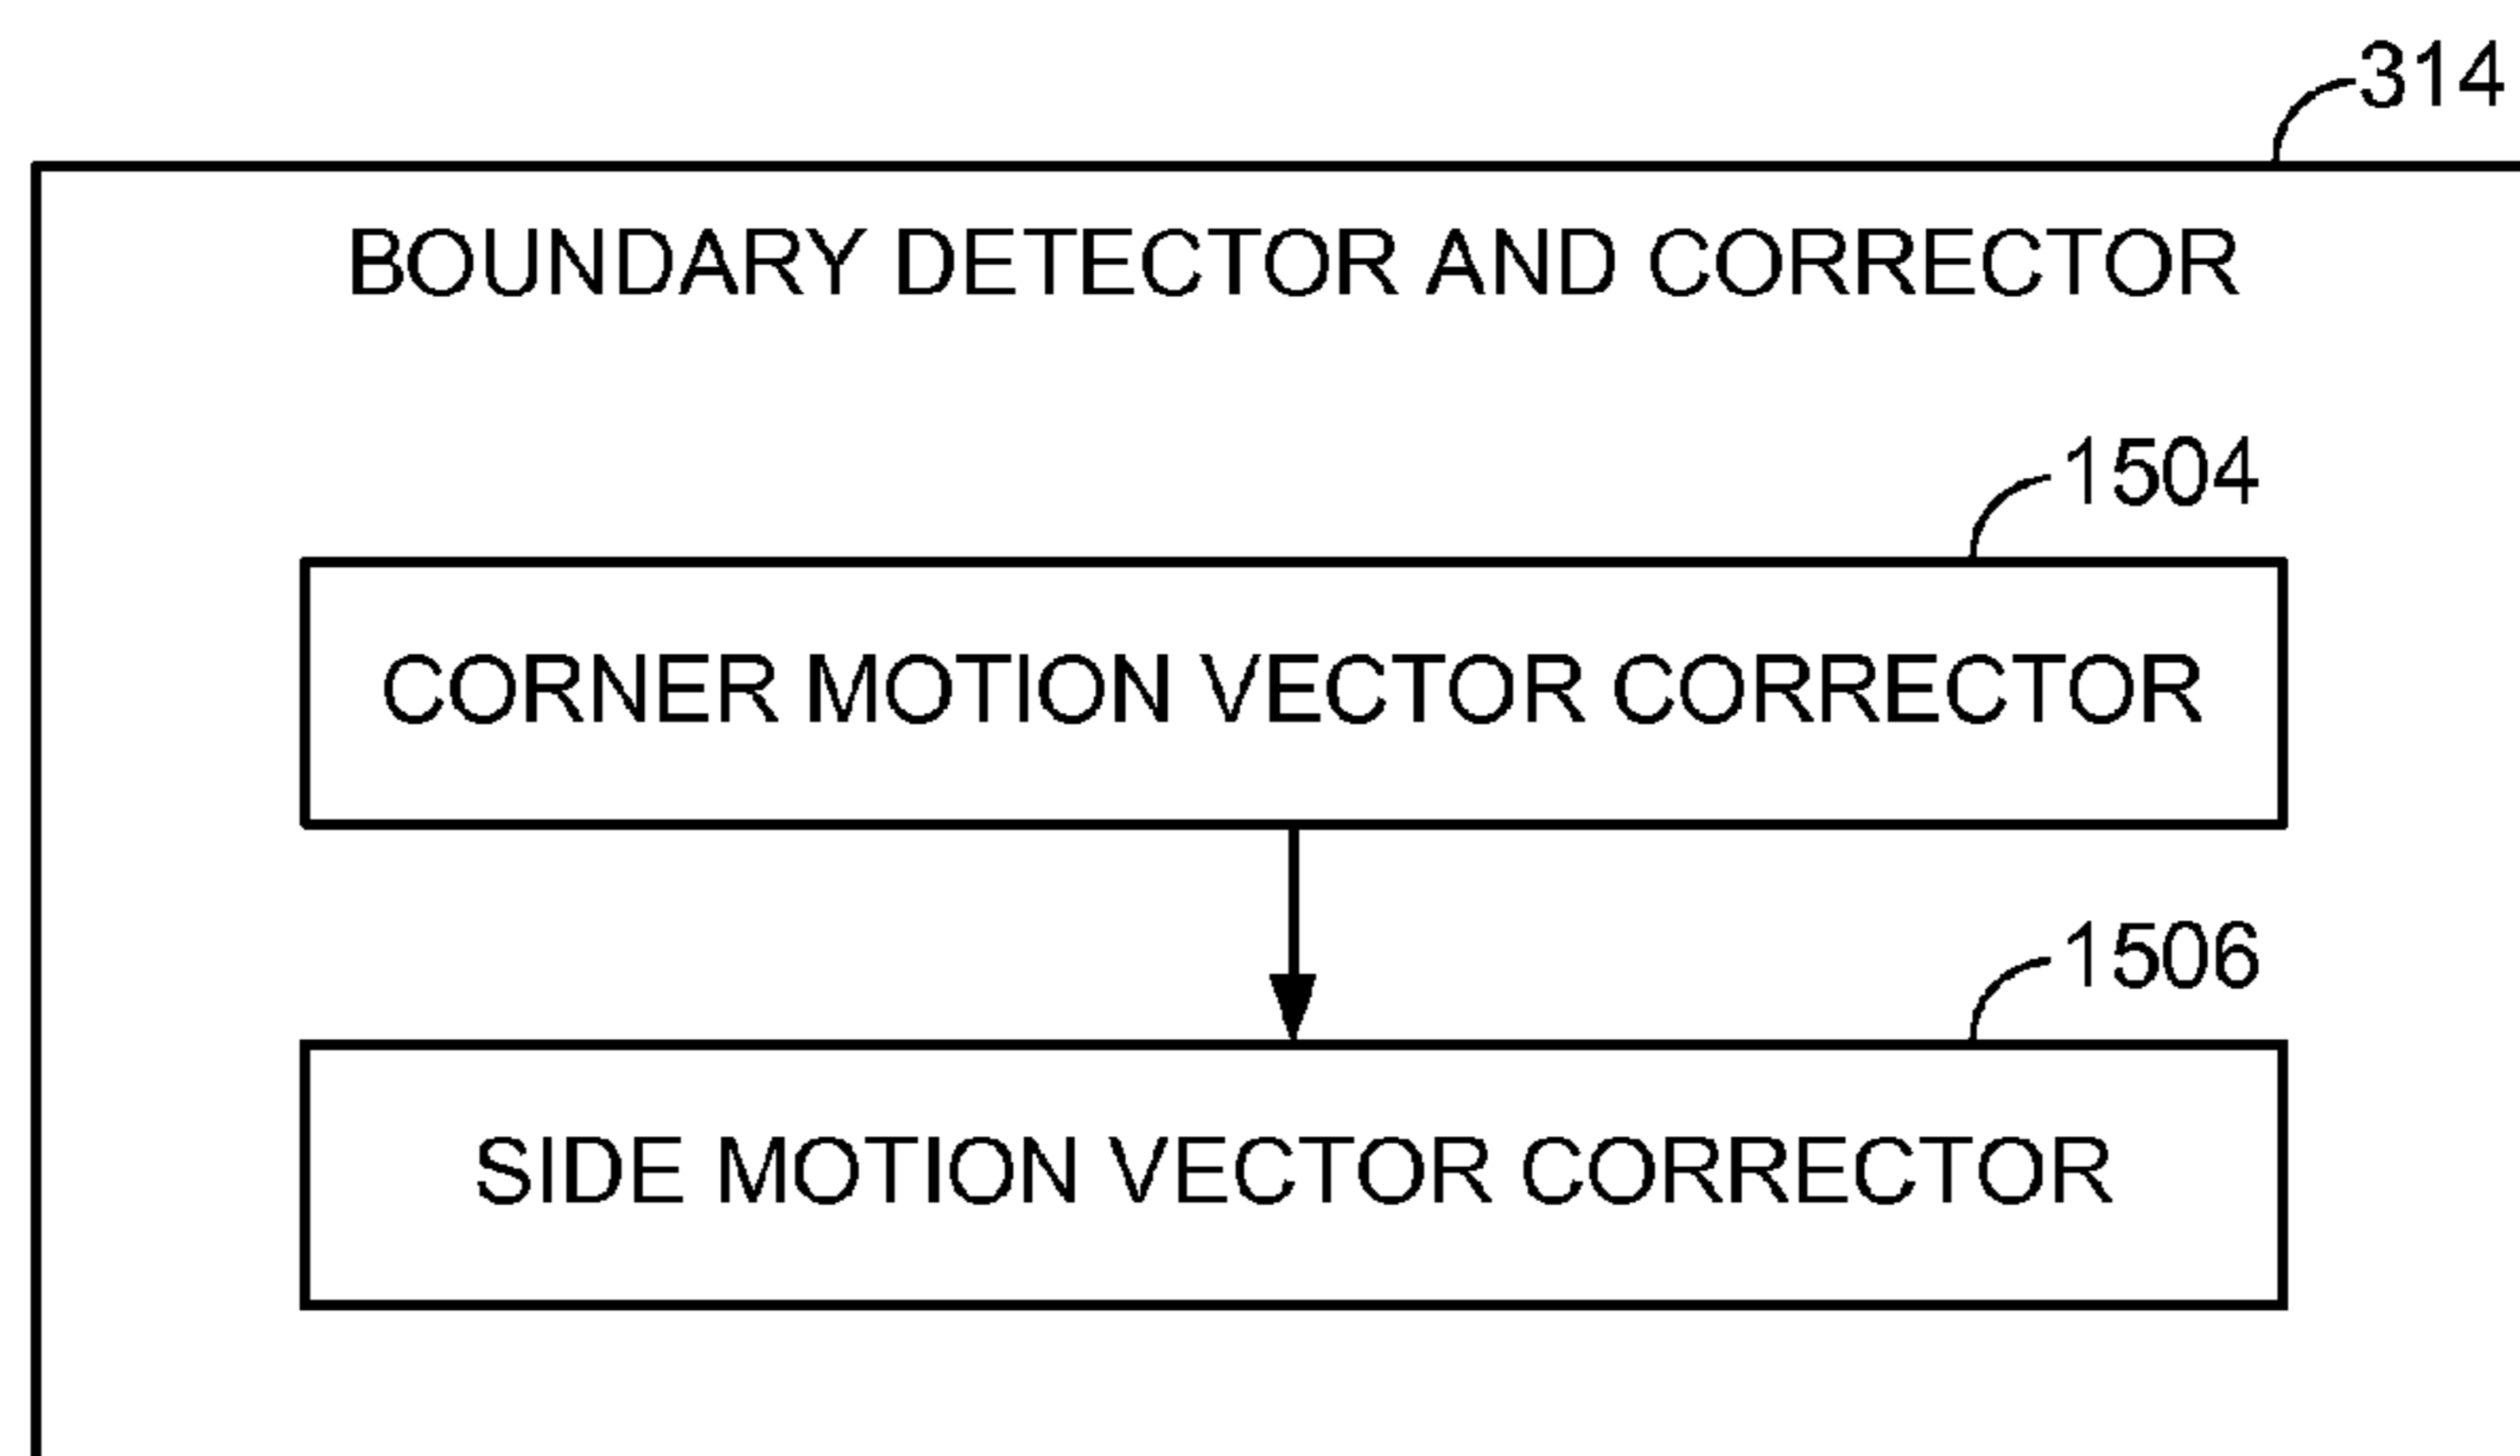 314
BOUNDARY DETECTOR AND CORRECTOR
1504
CORNER MOTION VECTOR CORRECTOR
1506
SIDE MOTION VECTOR CORRECTOR